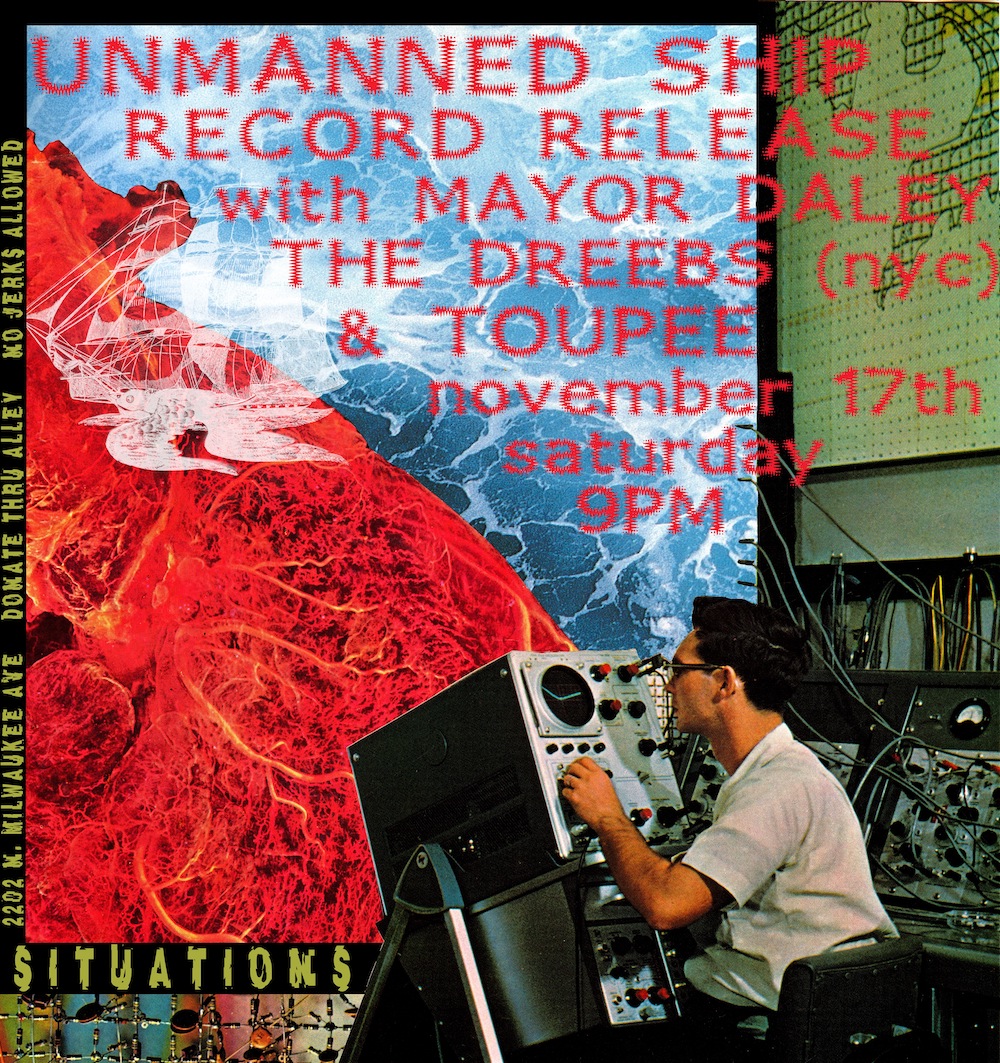 UNMANNED SHIP
RECORD RELEASE
with MAYOR DALEY
THE DREEBS (nyc)
& TOUPEE
november 17th
saturday
9PM
2202 N. MILWAUKEE AVE DONATE THRU ALLEY NO JERKS ALLOWED
SITUATIONS